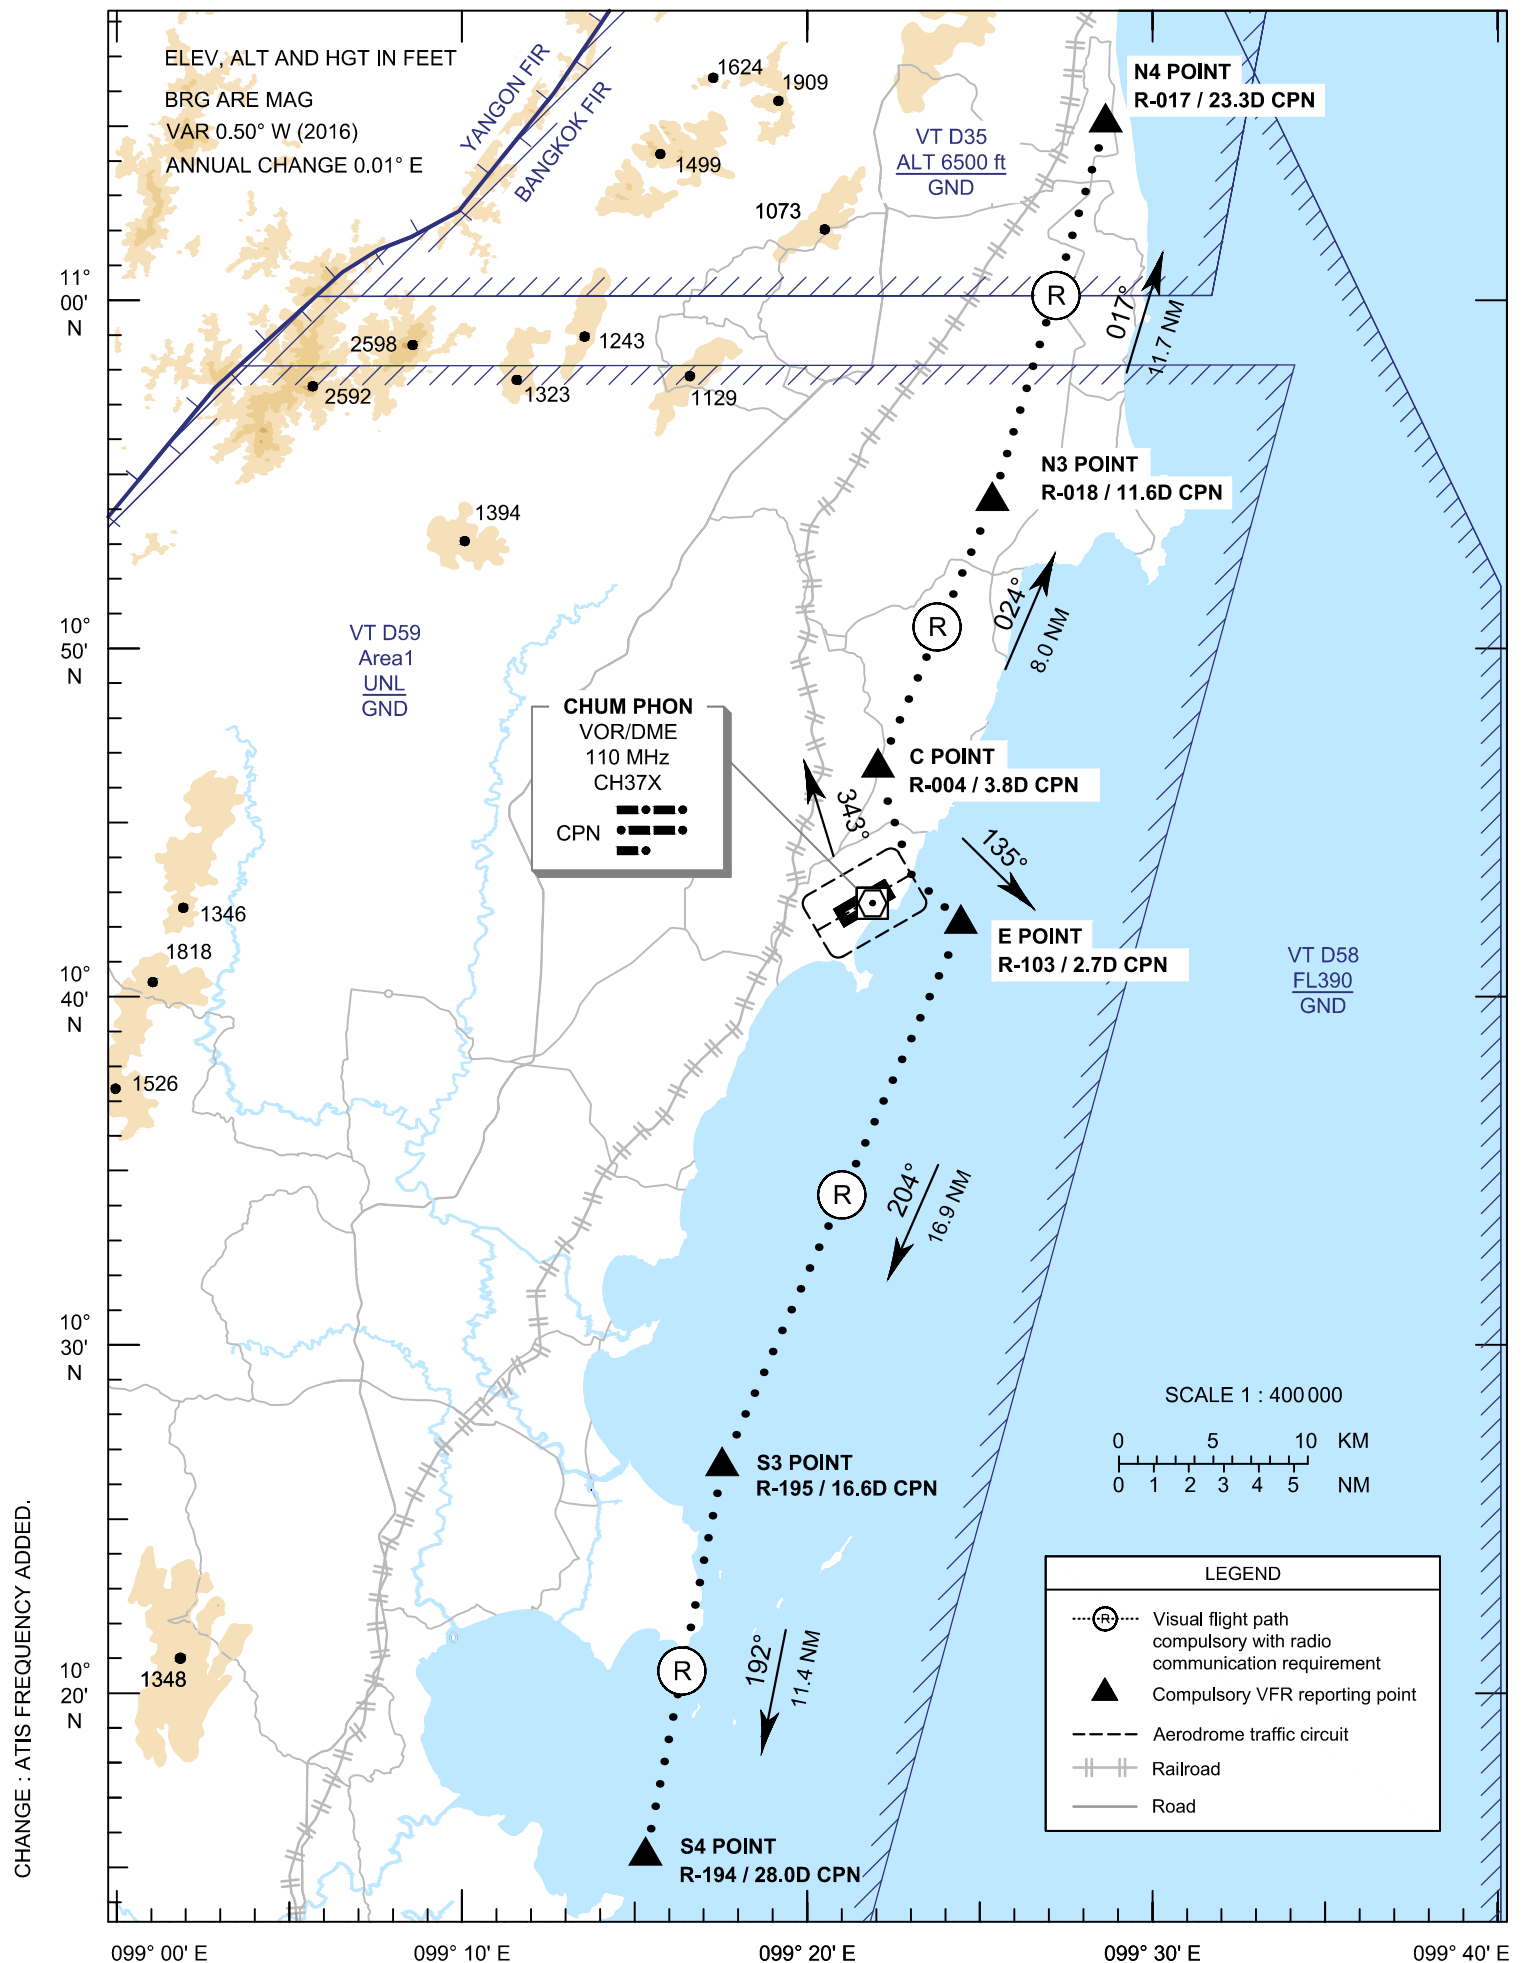 ELEV, ALT AND HGT IN FEET
BRG ARE MAG
VAR 0.50° W (2016)
ANNUAL CHANGE 0.01° E
YANGON FIR
BANGKOK FIR
1624
1909
1499
1073
VT D35
ALT 6500 ft
GND
N4 POINT
R-017 / 23.3D CPN
11°
00'
N
2598
2592
1243
1323
1129
R
017°
11.7 NM
N3 POINT
R-018 / 11.6D CPN
1394
10°
50'
N
VT D59
Area1
UNL
GND
R
024°
8.0 NM
CHUM PHON
VOR/DME
110 MHz
CH37X
CPN
C POINT
R-004 / 3.8D CPN
343°
135°
E POINT
R-103 / 2.7D CPN
1346
1818
10°
40'
N
1526
VT D58
FL390
GND
R
204°
16.9 NM
10°
30'
N
SCALE 1 : 400 000
0 5 10 KM
0 1 2 3 4 5 NM
S3 POINT
R-195 / 16.6D CPN
1348
10°
20'
N
R
192°
11.4 NM
S4 POINT
R-194 / 28.0D CPN
LEGEND
R
Visual flight path
compulsory with radio
communication requirement
Compulsory VFR reporting point
Aerodrome traffic circuit
Railroad
Road
CHANGE : ATIS FREQUENCY ADDED.
099° 00' E
099° 10' E
099° 20' E
099° 30' E
099° 40' E